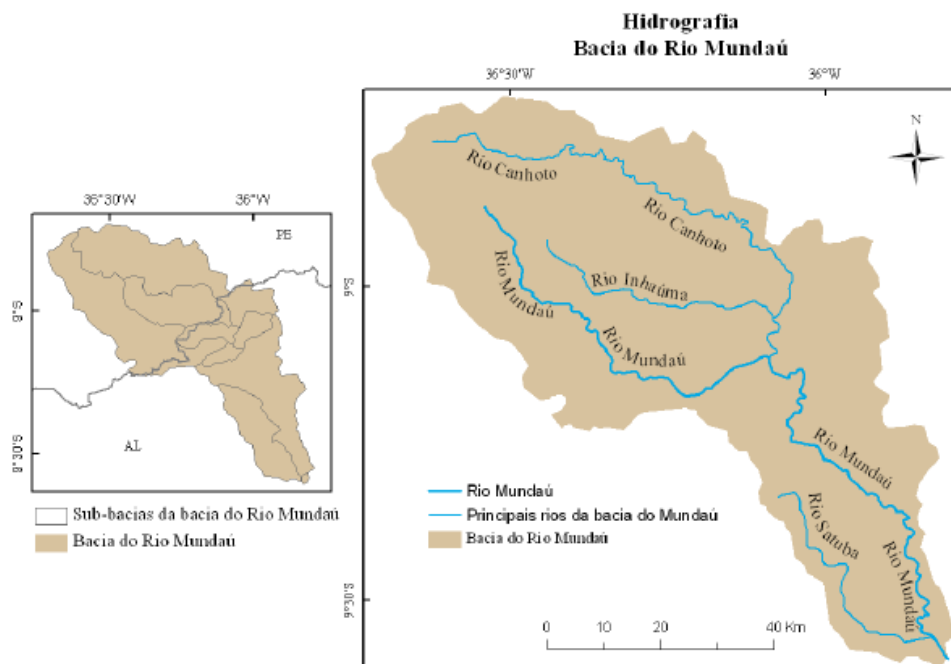 Hidrografia
Bacia do Rio Mundaú
36°30'W 36°W
N
Rio Canhoto
Rio Canhoto
Rio Inhaúma
Rio Mundaú
Rio Mundaú
Rio Mundaú
Rio Satuba
Rio Mundaú
9°S
9°30'S
Rio Mundaú
Principais rios da bacia do Mundaú
Bacia do Rio Mundaú
0 10 20 40 Km
36°30'W 36°W
PE
9°S
AL
9°30'S
Sub-bacias da bacia do Rio Mundaú
Bacia do Rio Mundaú